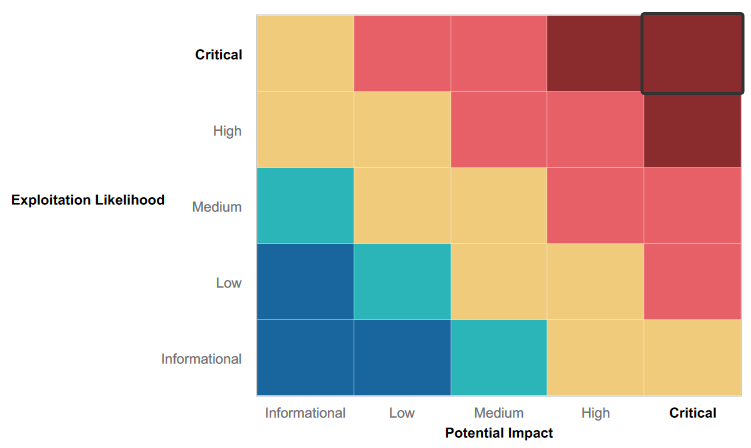 Critical
High
Exploitation Likelihood
Medium
Low
Informational
Informational Low Medium High Critical
Potential Impact